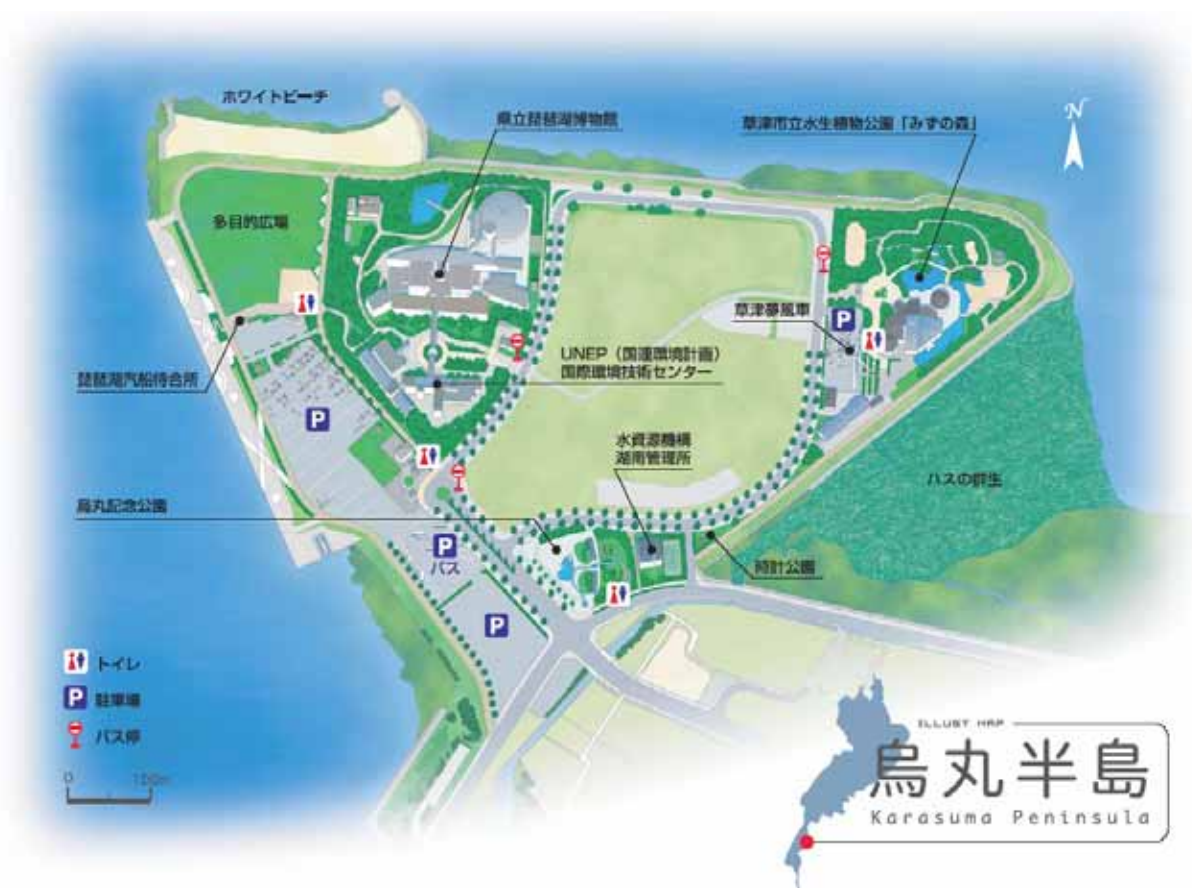 ホワイトビーチ
県立琵琶湖博物館
草津市立水生植物公園「みずの森」
N
多目的広場
草津夢風車
P
UNEP（国連環境計画）
国際環境技術センター
琵琶湖汽船待合所
P
水資源機構
湖南管理所
ハスの群生
烏丸記念公園
P
バス
時計公園
P
トイレ
P 駐車場
バス停
0 150m
ILLUST MAP
烏丸半島
Karasuma Peninsula